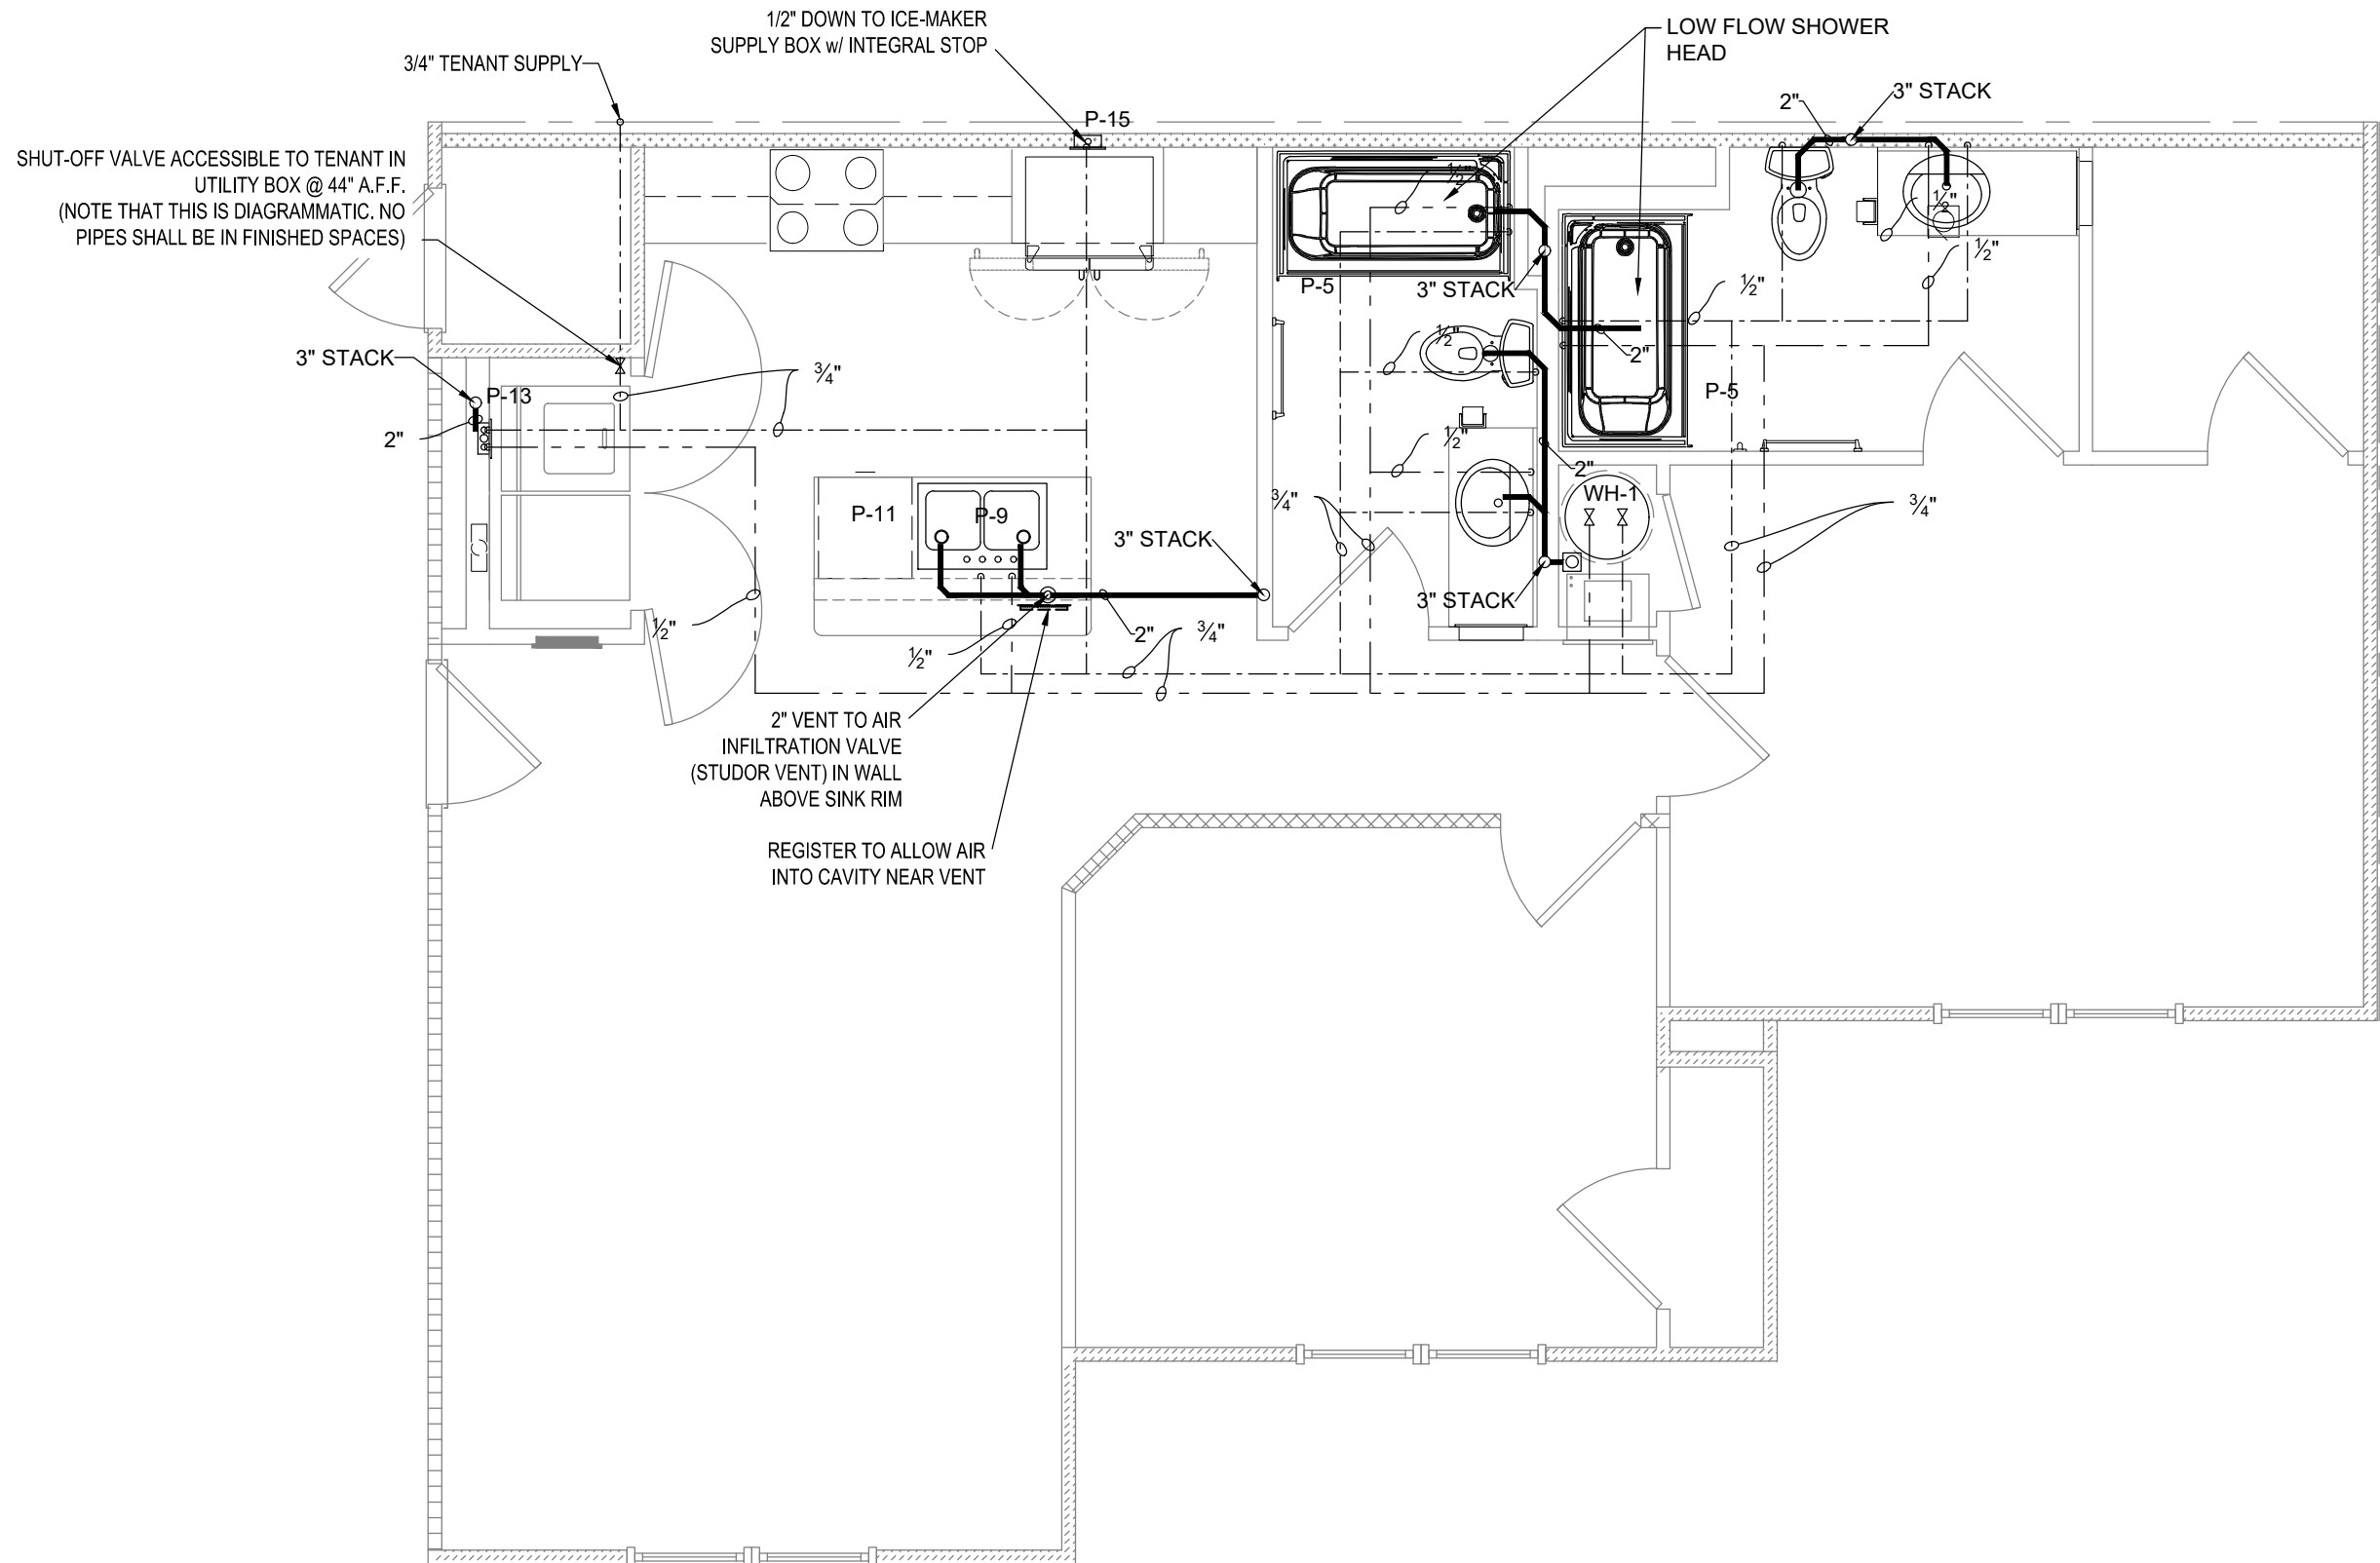 1/2" DOWN TO ICE-MAKER
SUPPLY BOX w/ INTEGRAL STOP
LOW FLOW SHOWER
HEAD
3/4" TENANT SUPPLY
3" STACK
2"
P-15
SHUT-OFF VALVE ACCESSIBLE TO TENANT IN
UTILITY BOX @ 44" A.F.F.
(NOTE THAT THIS IS DIAGRAMMATIC. NO
PIPES SHALL BE IN FINISHED SPACES)
½"
½"
½"
P-5
3" STACK
½"
½"
3" STACK
2"
¾"
P-13
P-5
2"
½"
2"
¾"
WH-1
¾"
P-11
P-9
3" STACK
3" STACK
½"
2"
¾"
½"
2" VENT TO AIR
INFILTRATION VALVE
(STUDOR VENT) IN WALL
ABOVE SINK RIM
REGISTER TO ALLOW AIR
INTO CAVITY NEAR VENT